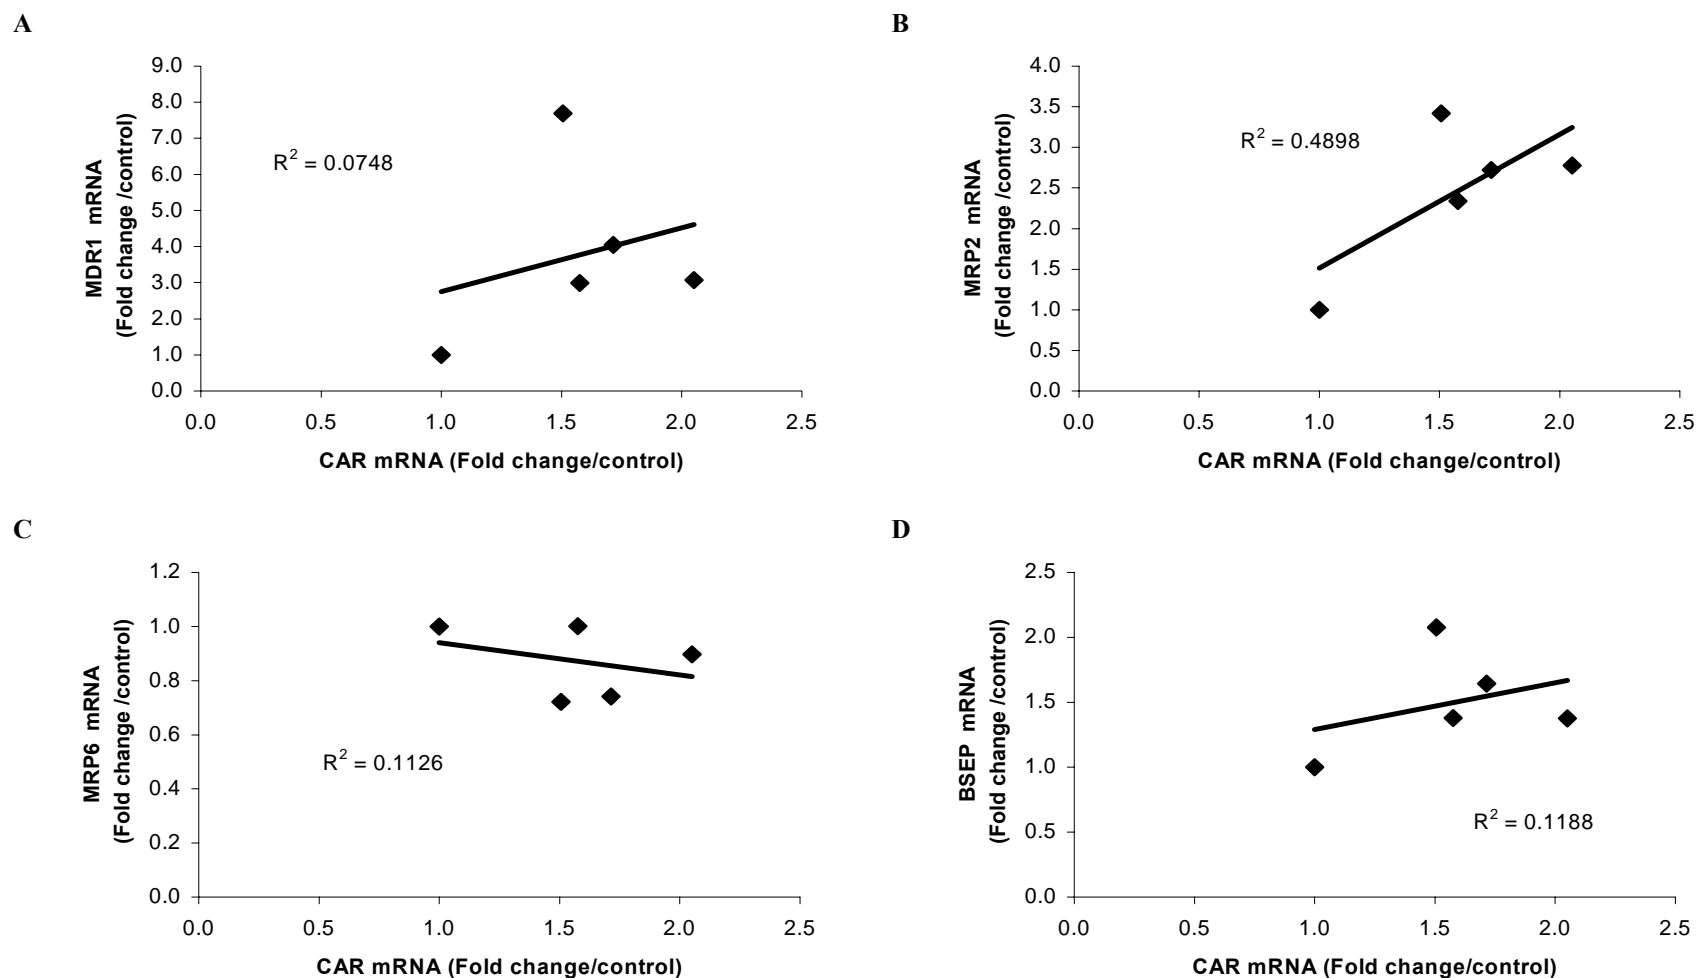 A
MDR1 mRNA
(Fold change /control)
9.0
8.0
7.0
6.0
5.0
4.0
3.0
2.0
1.0
0.0
R² = 0.0748
0.0 0.5 1.0 1.5 2.0 2.5
CAR mRNA (Fold change/control)
B
MRP2 mRNA
(Fold change /control)
4.0
3.5
3.0
2.5
2.0
1.5
1.0
0.5
0.0
R² = 0.4898
0.0 0.5 1.0 1.5 2.0 2.5
CAR mRNA (Fold change/control)
C
MRP6 mRNA
(Fold change /control)
1.2
1.0
0.8
0.6
0.4
0.2
0.0
R² = 0.1126
0.0 0.5 1.0 1.5 2.0 2.5
CAR mRNA (Fold change/control)
D
BSEP mRNA
(Fold change /control)
2.5
2.0
1.5
1.0
0.5
0.0
R² = 0.1188
0.0 0.5 1.0 1.5 2.0 2.5
CAR mRNA (Fold change/control)